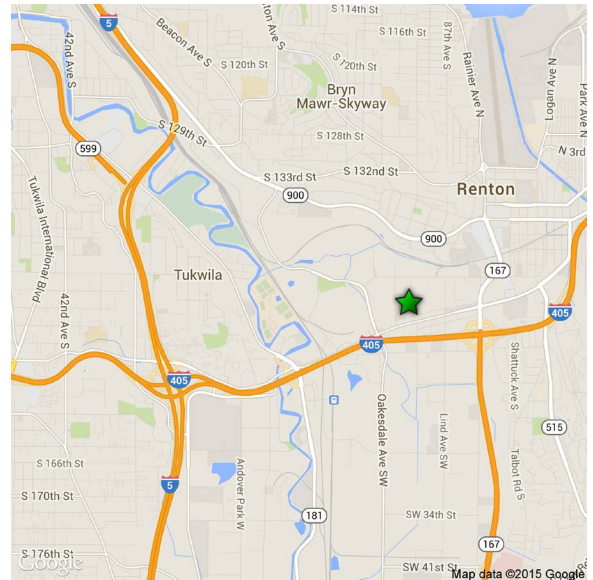 S 114th St
5
42nd Ave S
Beacon Ave S
ton Ave S
S 116th St
87th Ave S
Rainier Ave N
Logan Ave N
Park Ave N
S 120th St
S 120th St
Bryn
Mawr-Skyway
S 129th St
S 128th St
599
N 3rd
S 133rd St
S 132nd St
900
Renton
Tukwila International Blvd
900
167
Tukwila
42nd Ave S
405
405
405
Shattuck Ave S
Oakesdale Ave SW
Lind Ave SW
515
Talbot Rd S
S 166th St
Andover Park W
5
S 170th St
181
SW 34th St
167
S 176th St
SW 41st St
Google
Map data ©2015 Google